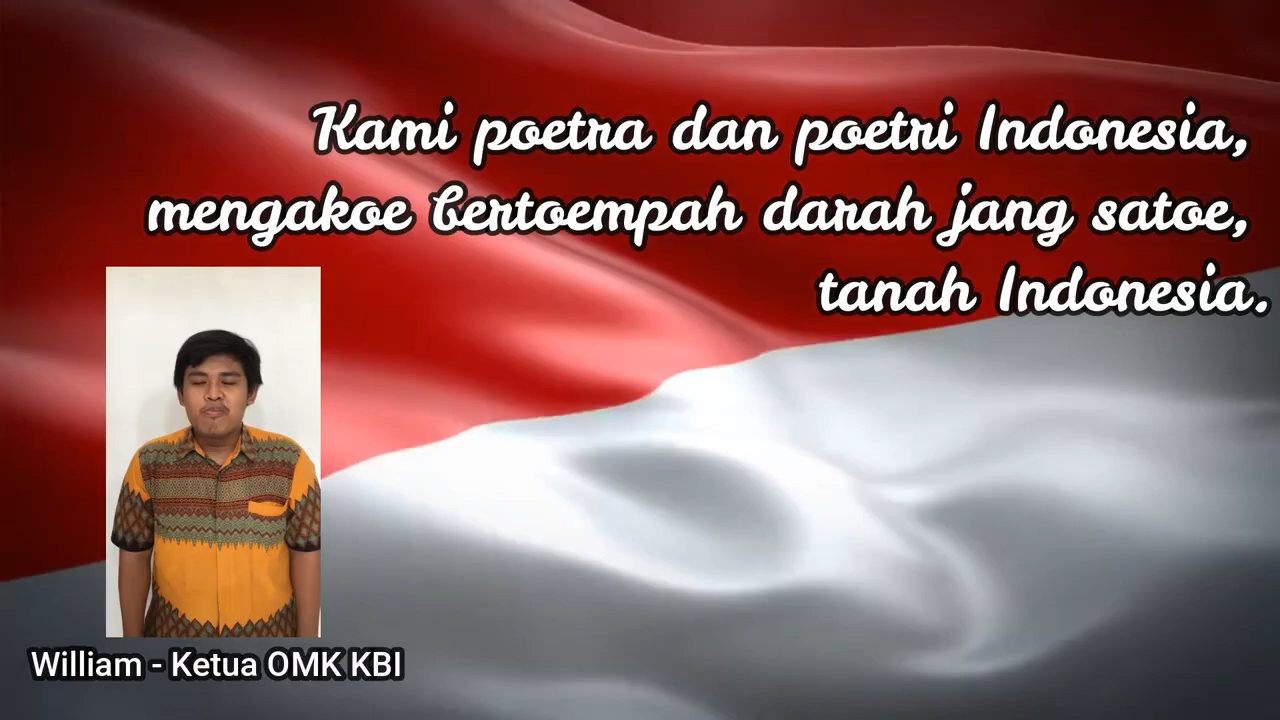 Kami poetra dan poetri Indonesia,
mengakoe bertoempah darah jang satoe,
tanah Indonesia.
William - Ketua OMK KBI